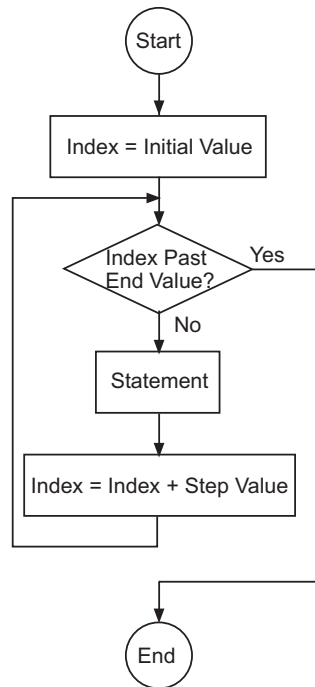 Start
Index = Initial Value
Index Past
End Value?
Yes
No
Statement
Index = Index + Step Value
End